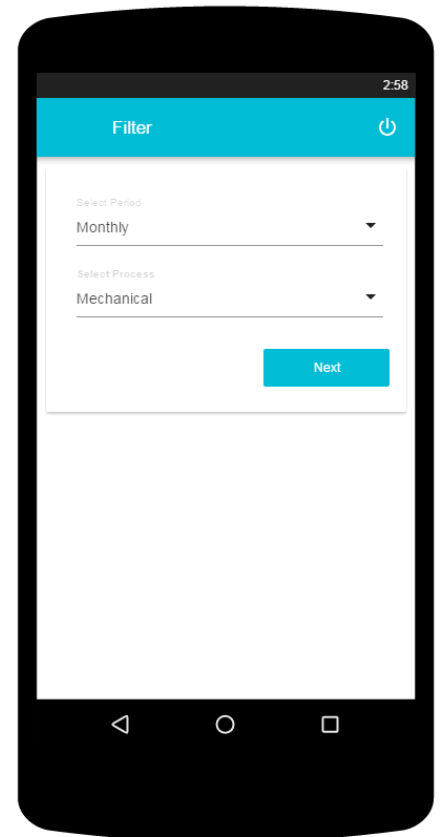 2:58
Filter
Select Period
Monthly
Select Process
Mechanical
Next